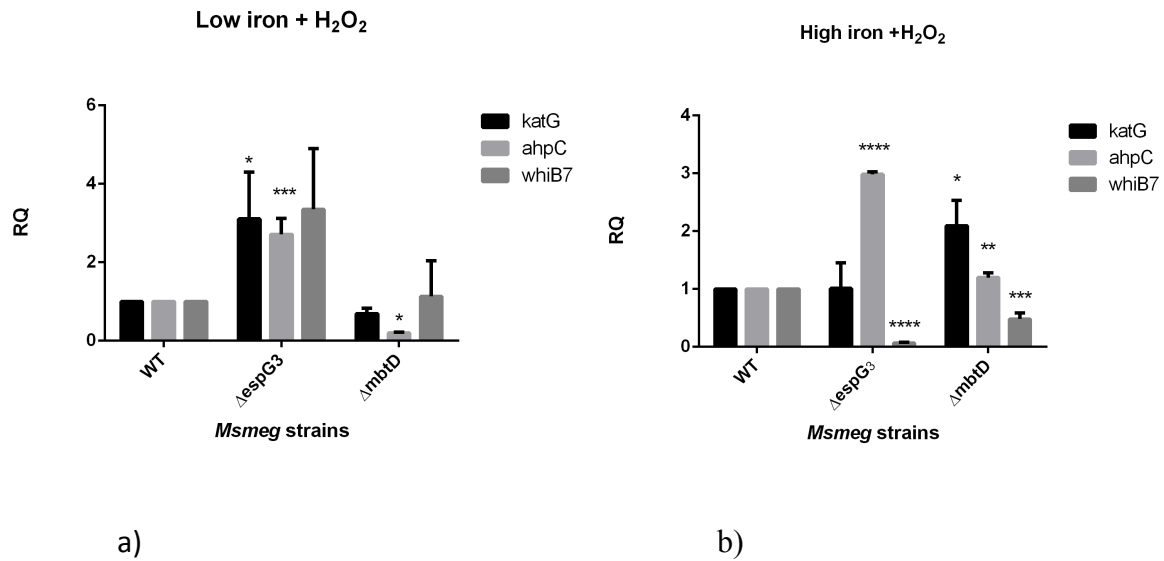 Low iron + H₂O₂
6
4
2
0
RQ
*
***
*
katG
ahpC
whiB7
WT
ΔespG3
ΔmbtD
Msmeg strains
a)
High iron +H₂O₂
4
3
2
1
0
RQ
****
****
*
**
***
katG
ahpC
whiB7
WT
ΔespG3
ΔmbtD
Msmeg strains
b)